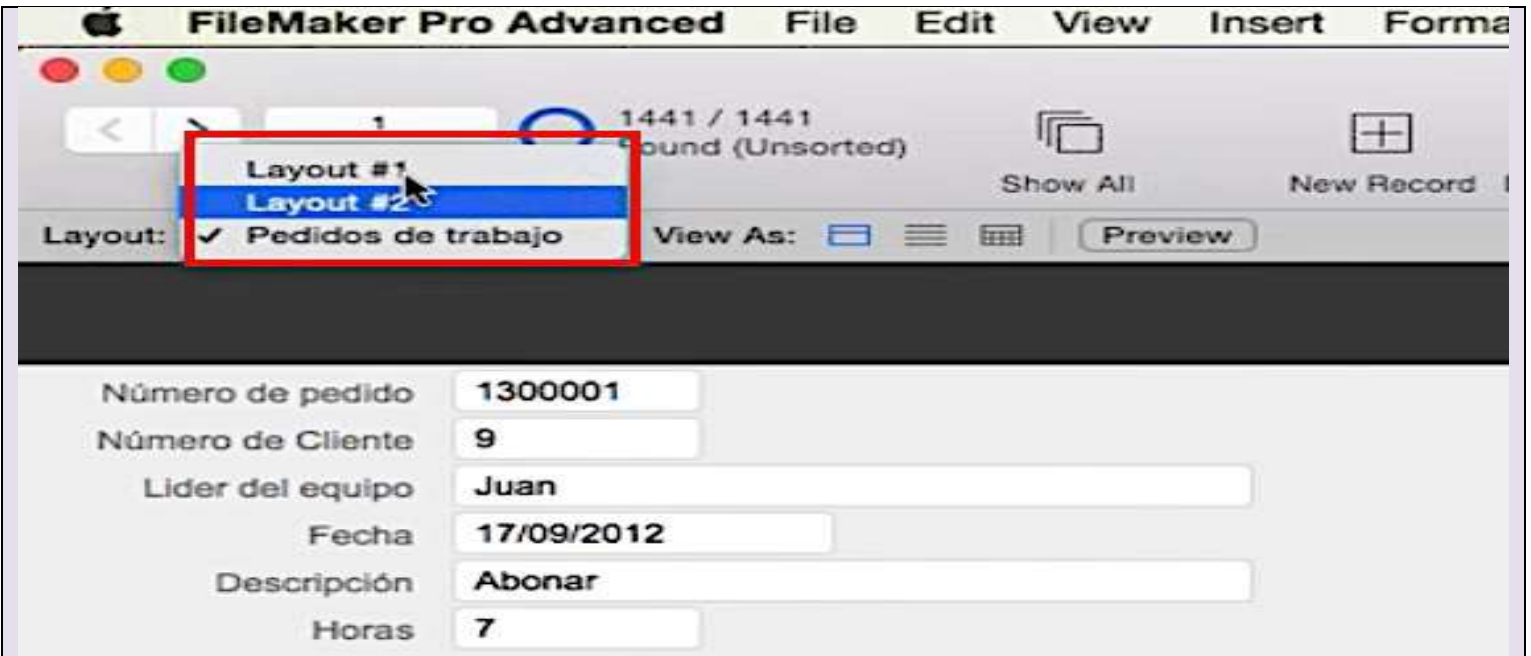 FileMaker Pro Advanced File Edit View Insert Forma
1
1441 / 1441
ound (Unsorted)
Show All
New Record
Layout #1
Layout #2
Layout: ✓ Pedidos de trabajo View As: Preview
Número de pedido 1300001
Número de Cliente 9
Lider del equipo Juan
Fecha 17/09/2012
Descripción Abonar
Horas 7